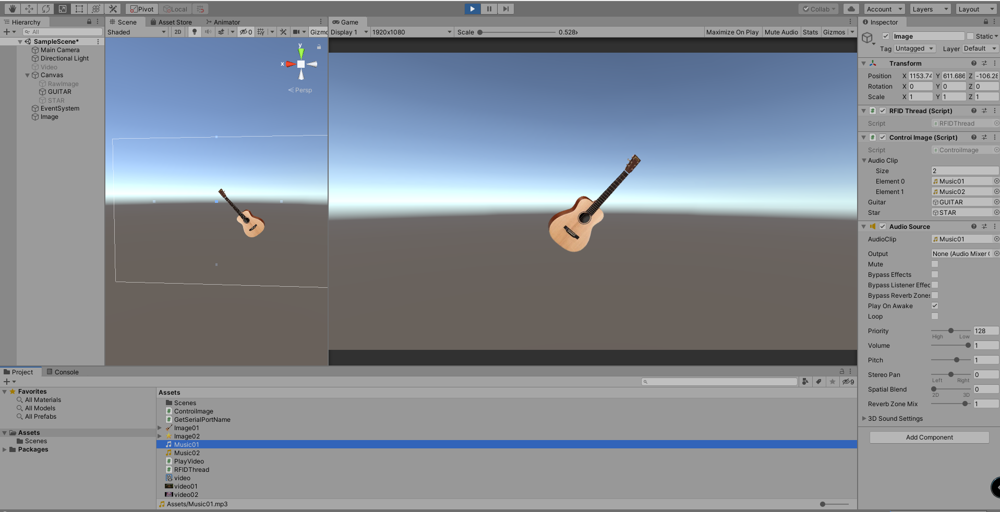 Pivot
Local
Collab
Account
Layers
Layout
Hierarchy
All
SampleScene*
Main Camera
Directional Light
Video
Canvas
RawImage
GUITAR
STAR
EventSystem
Image
Scene
Asset Store
Animator
Shaded
2D
0
Gizmo
y
x
Persp
Game
Display 1
1920x1080
Scale
0.528x
Maximize On Play
Mute Audio
Stats
Gizmos
Inspector
Image
Static
Tag Untagged
Layer Default
Transform
Position X 1153.74 Y 611.686 Z -106.28
Rotation X 0 Y 0 Z 0
Scale X 1 Y 1 Z 1
# RFID Thread (Script)
Script RFIDThread
# Controi Image (Script)
Script ControiImage
Audio Clip
Size 2
Element 0 Music01
Element 1 Music02
Guitar GUITAR
Star STAR
Audio Source
AudioClip Music01
Output None (Audio Mixer G
Mute
Bypass Effects
Bypass Listener Effec
Bypass Reverb Zones
Play On Awake
Loop
Priority 128
High Low
Volume 1
Pitch 1
Stereo Pan 0
Left Right
Spatial Blend 0
2D 3D
Reverb Zone Mix 1
3D Sound Settings
Add Component
Project
Console
9
Favorites
All Materials
All Models
All Prefabs
Assets
Scenes
Packages
Assets
Scenes
# ControiImage
# GetSerialPortName
Image01
Image02
Music01
Music02
# PlayVideo
# RFIDThread
video
video01
video02
Assets/Music01.mp3